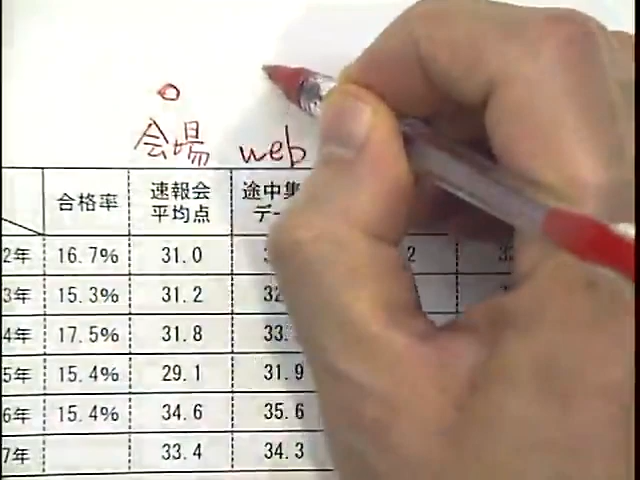 会場 web
合格率 速報会 途中集
平均点 デー
2年 16.7% 31.0 3 2 3
3年 15.3% 31.2 32
4年 17.5% 31.8 33.
5年 15.4% 29.1 31.9
6年 15.4% 34.6 35.6
7年 33.4 34.3